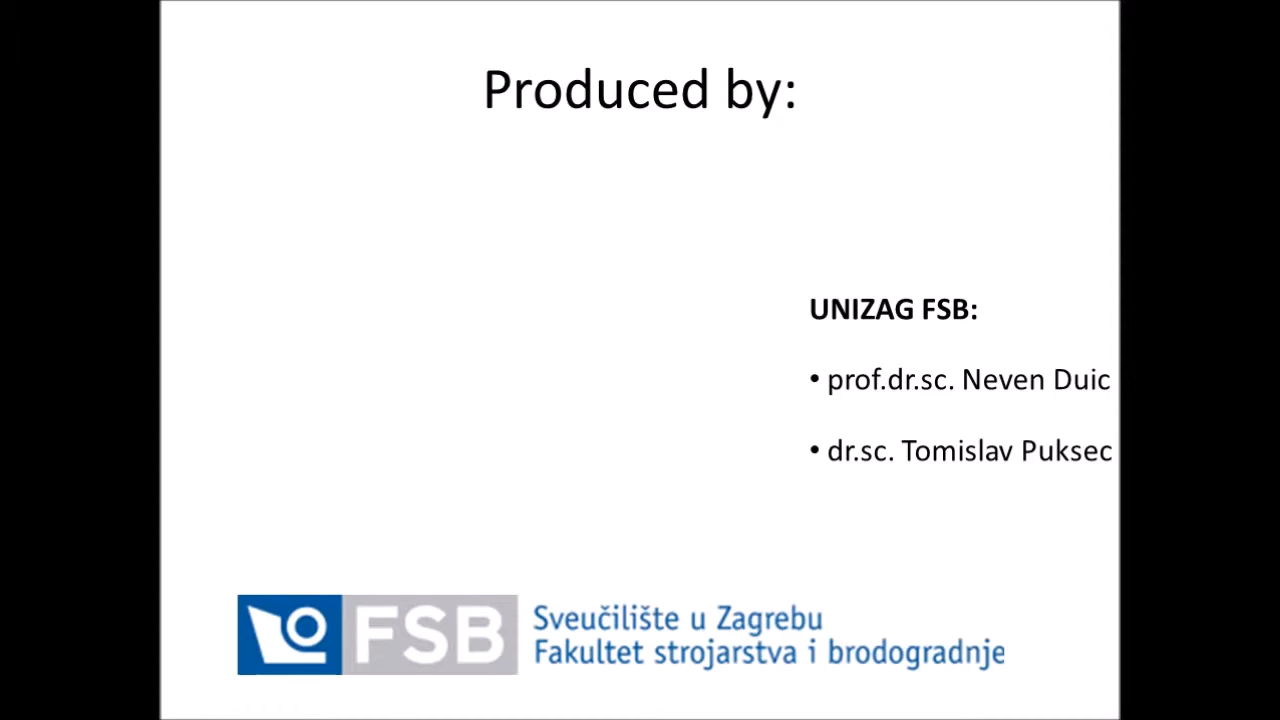 Produced by:
UNIZAG FSB:
• prof.dr.sc. Neven Duic
• dr.sc. Tomislav Puksec
FSB
Sveučilište u Zagrebu
Fakultet strojarstva i brodogradnje